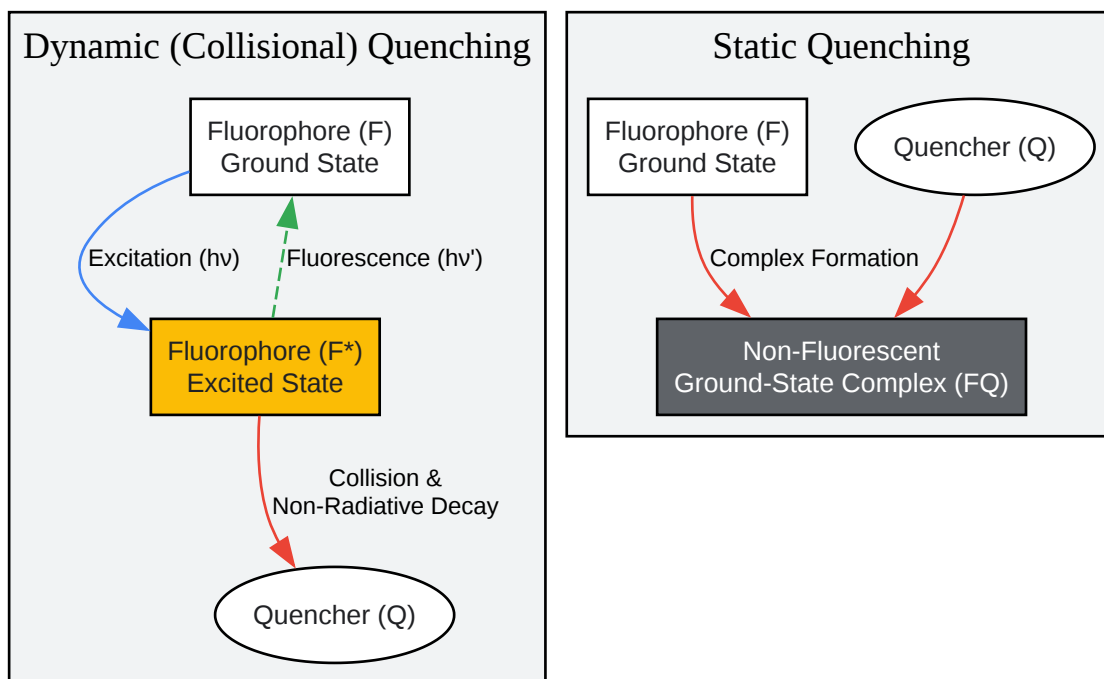 Dynamic (Collisional) Quenching
Fluorophore (F)
Ground State
Excitation (hν)
Fluorescence (hν')
Fluorophore (F*)
Excited State
Collision &
Non-Radiative Decay
Quencher (Q)
Static Quenching
Fluorophore (F)
Ground State
Quencher (Q)
Complex Formation
Non-Fluorescent
Ground-State Complex (FQ)